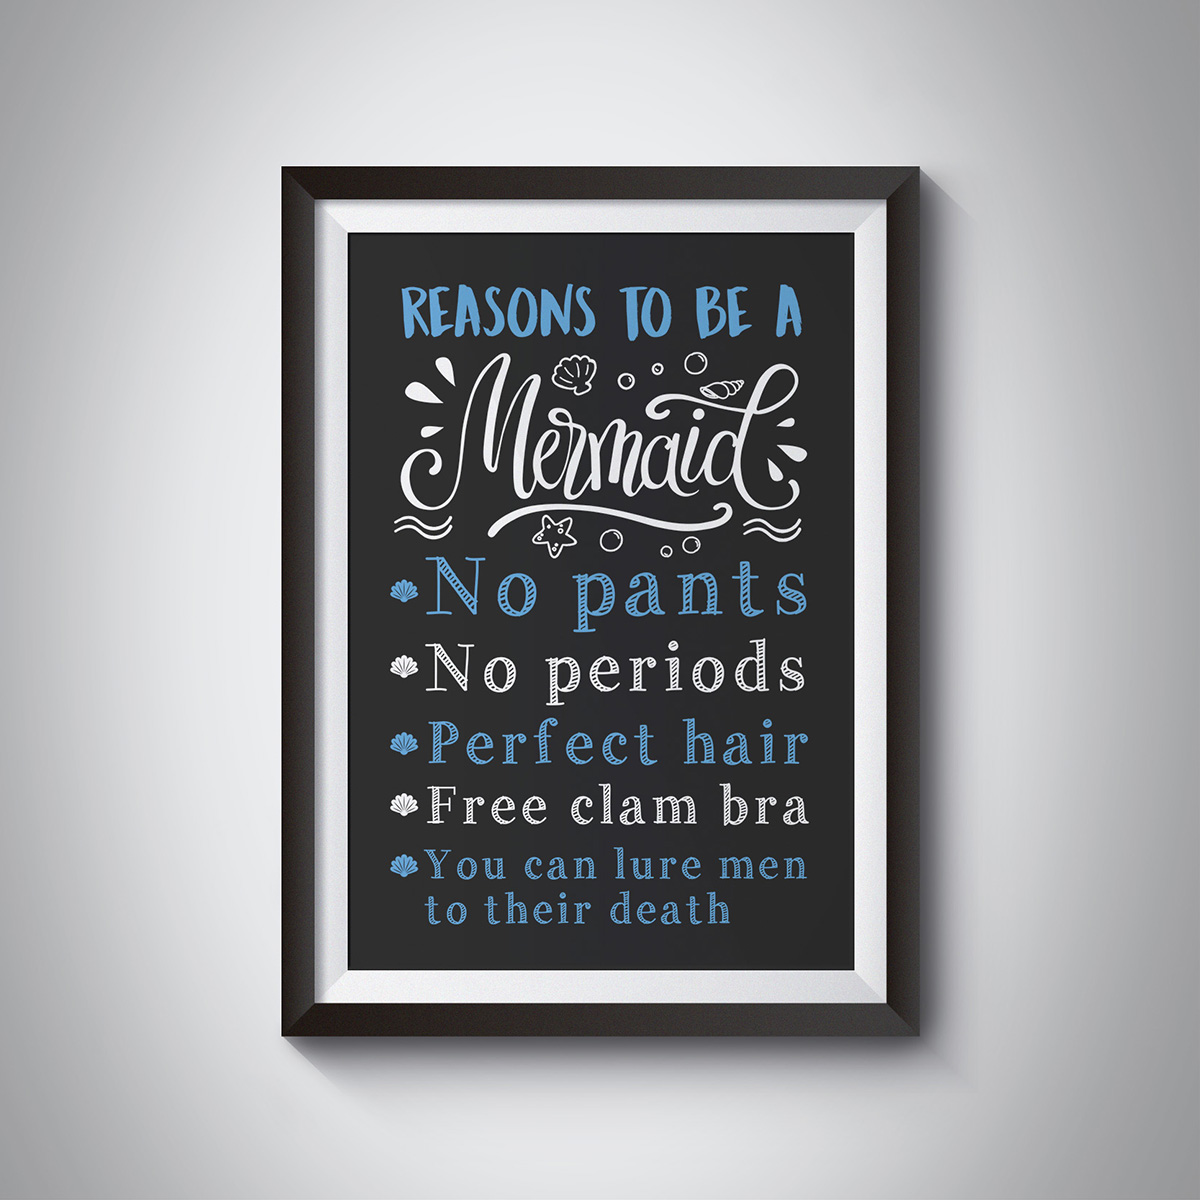 REASONS TO BE A
Mermaid
No pants
No periods
Perfect hair
Free clam bra
You can lure men
to their death